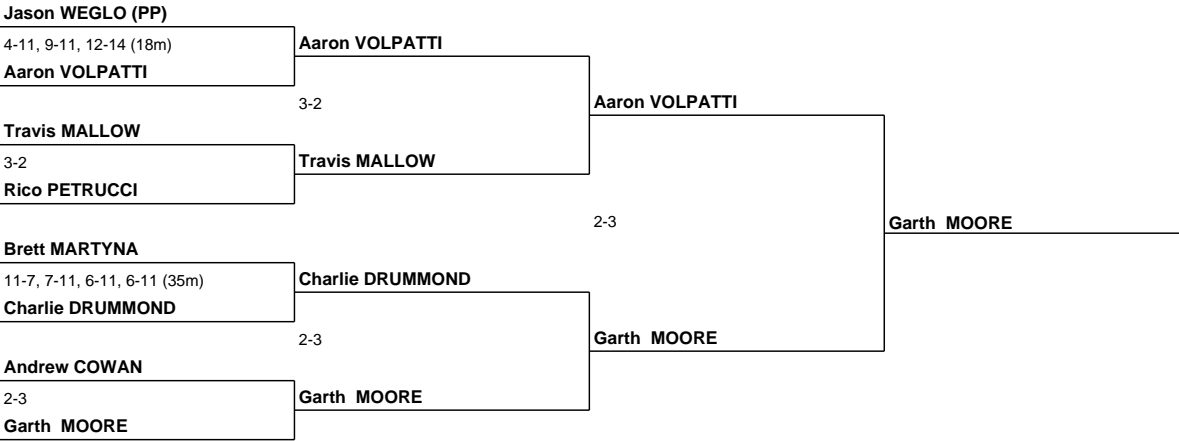 Jason WEGLO (PP)
4-11, 9-11, 12-14 (18m)
Aaron VOLPATTI
Aaron VOLPATTI
3-2
Aaron VOLPATTI
Travis MALLOW
3-2
Travis MALLOW
Rico PETRUCCI
2-3
Garth MOORE
Brett MARTYNA
11-7, 7-11, 6-11, 6-11 (35m)
Charlie DRUMMOND
Charlie DRUMMOND
2-3
Garth MOORE
Andrew COWAN
2-3
Garth MOORE
Garth MOORE